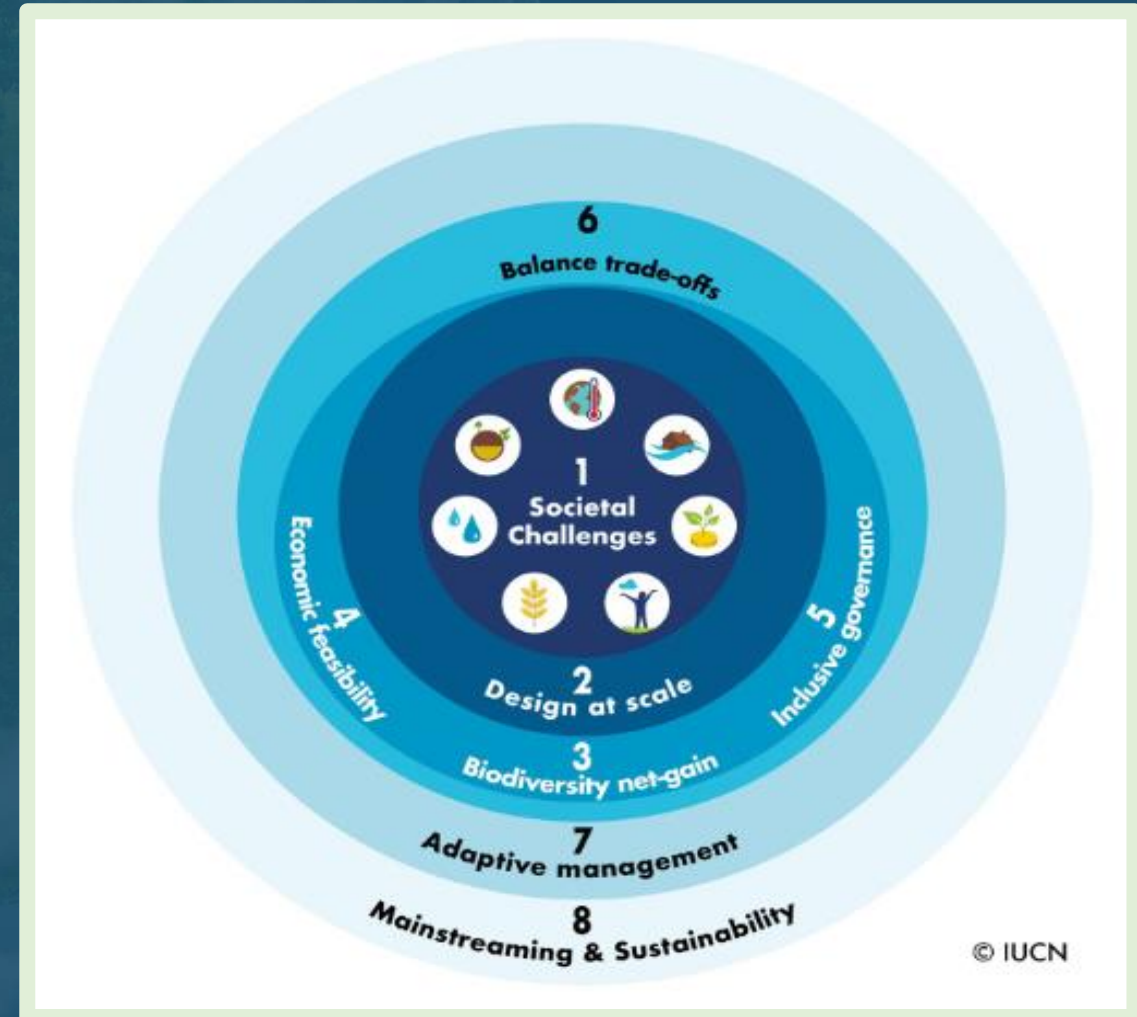 6
Balance trade-offs
1
Societal
Challenges
4
Economic feasibility
5
Inclusive governance
2
Design at scale
3
Biodiversity net-gain
7
Adaptive management
8
Mainstreaming & Sustainability
© IUCN